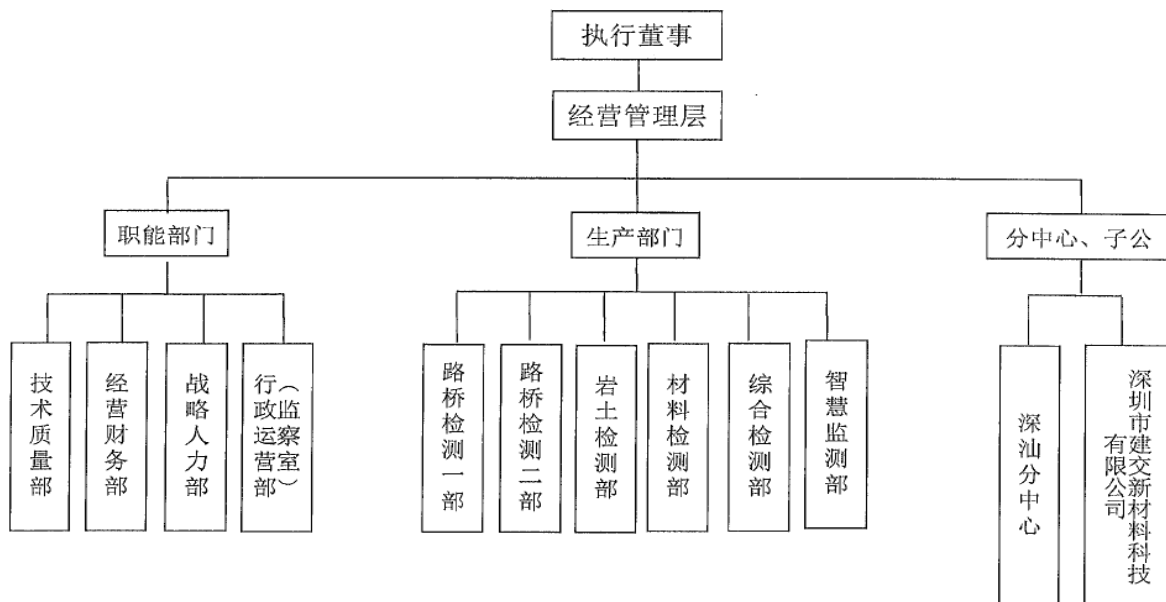 执行董事
经营管理层
职能部门
生产部门
分中心、子公
技术质量部
经营财务部
战略人力部
行政运营部
（监察室）
路桥检测一部
路桥检测二部
岩土检测部
材料检测部
综合检测部
智慧监测部
深汕分中心
深圳市建交新材料科技
有限公司